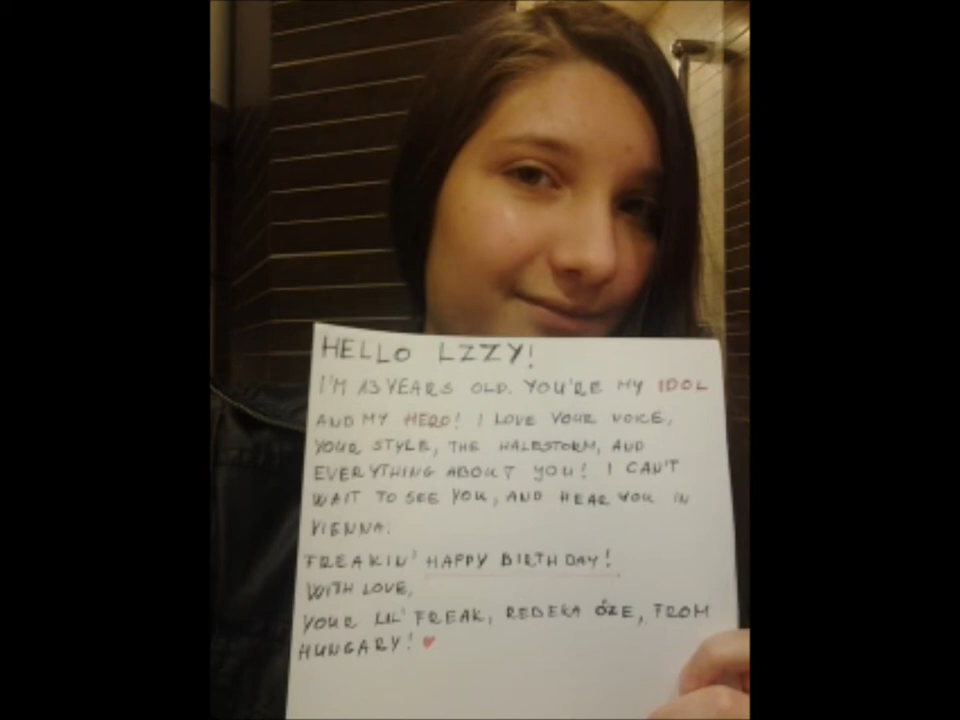 HELLO LZZY!
I'M 13 YEARS OLD. YOU'RE MY IDOL
AND MY HERO! I LOVE YOUR VOICE,
YOUR STYLE, THE HALESTORM, AND
EVERYTHING ABOUT YOU! I CAN'T
WAIT TO SEE YOU, AND HEAR YOU IN
VIENNA.
FREAKIN' HAPPY BIRTHDAY!
WITH LOVE,
YOUR LIL' FREAK, REBEKA ŐZE, FROM
HUNGARY! ♥